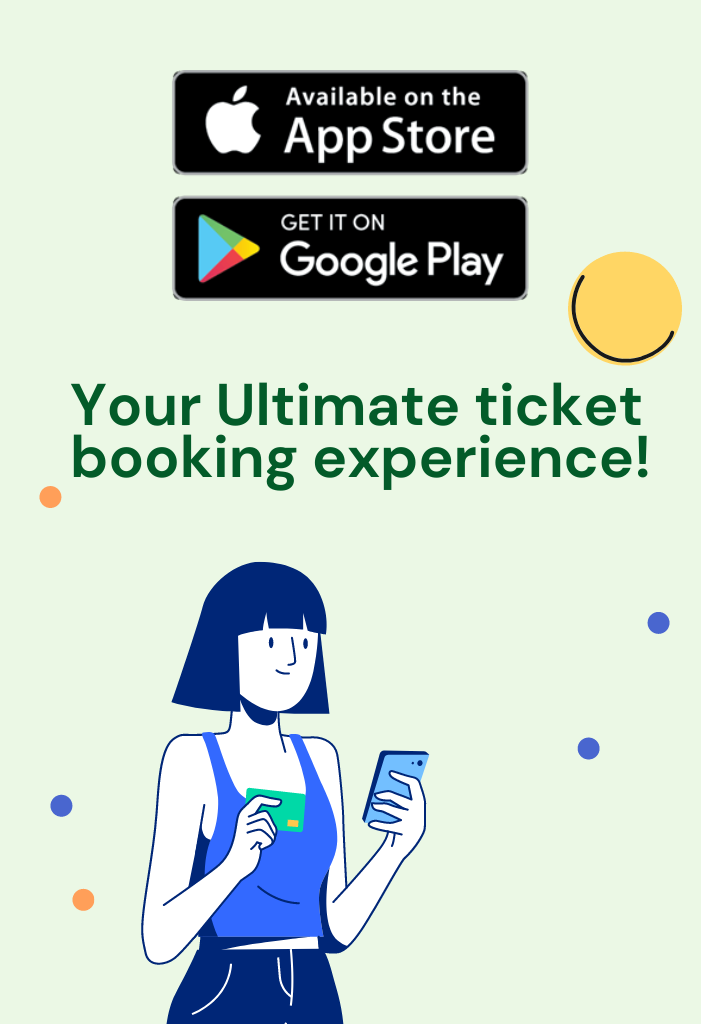 Available on the
App Store
GET IT ON
Google Play
Your Ultimate ticket
booking experience!